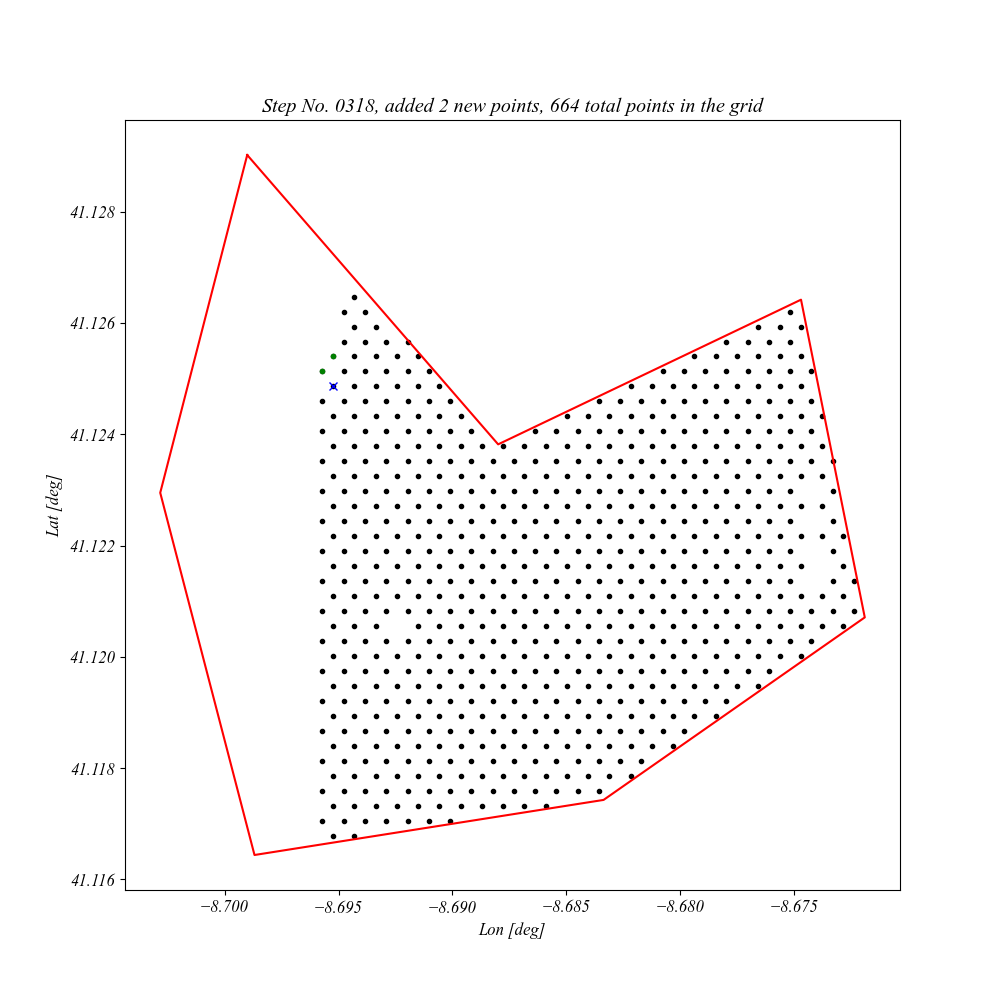 Step No. 0318, added 2 new points, 664 total points in the grid
41.128
41.126
41.124
41.122
41.120
41.118
41.116
Lat [deg]
−8.700 −8.695 −8.690 −8.685 −8.680 −8.675
Lon [deg]